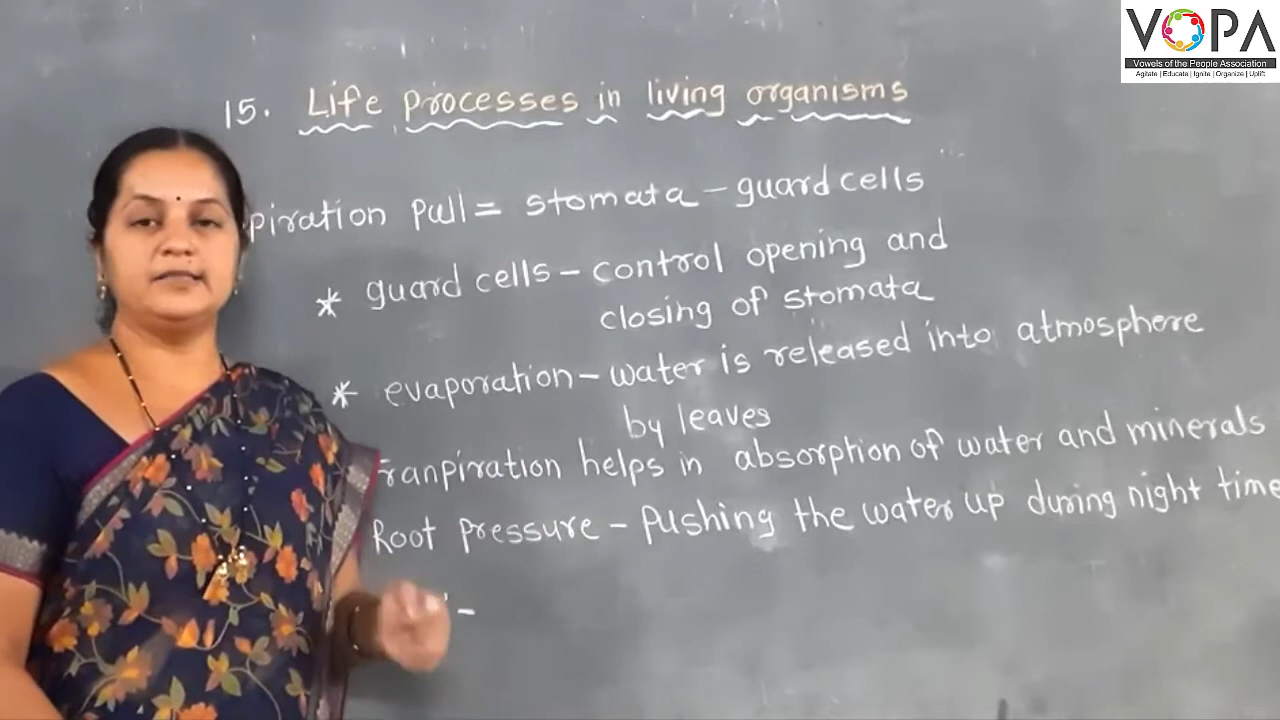 VOPA
Vowels of the People Association
Agitate | Educate | Ignite | Organize | Uplift
15. Life processes in living organisms
piration pull = stomata - guard cells
* guard cells - control opening and
closing of stomata
* evaporation - water is released into atmosphere
by leaves
ranpiration helps in absorption of water and minerals
Root pressure - pushing the water up during night time
-